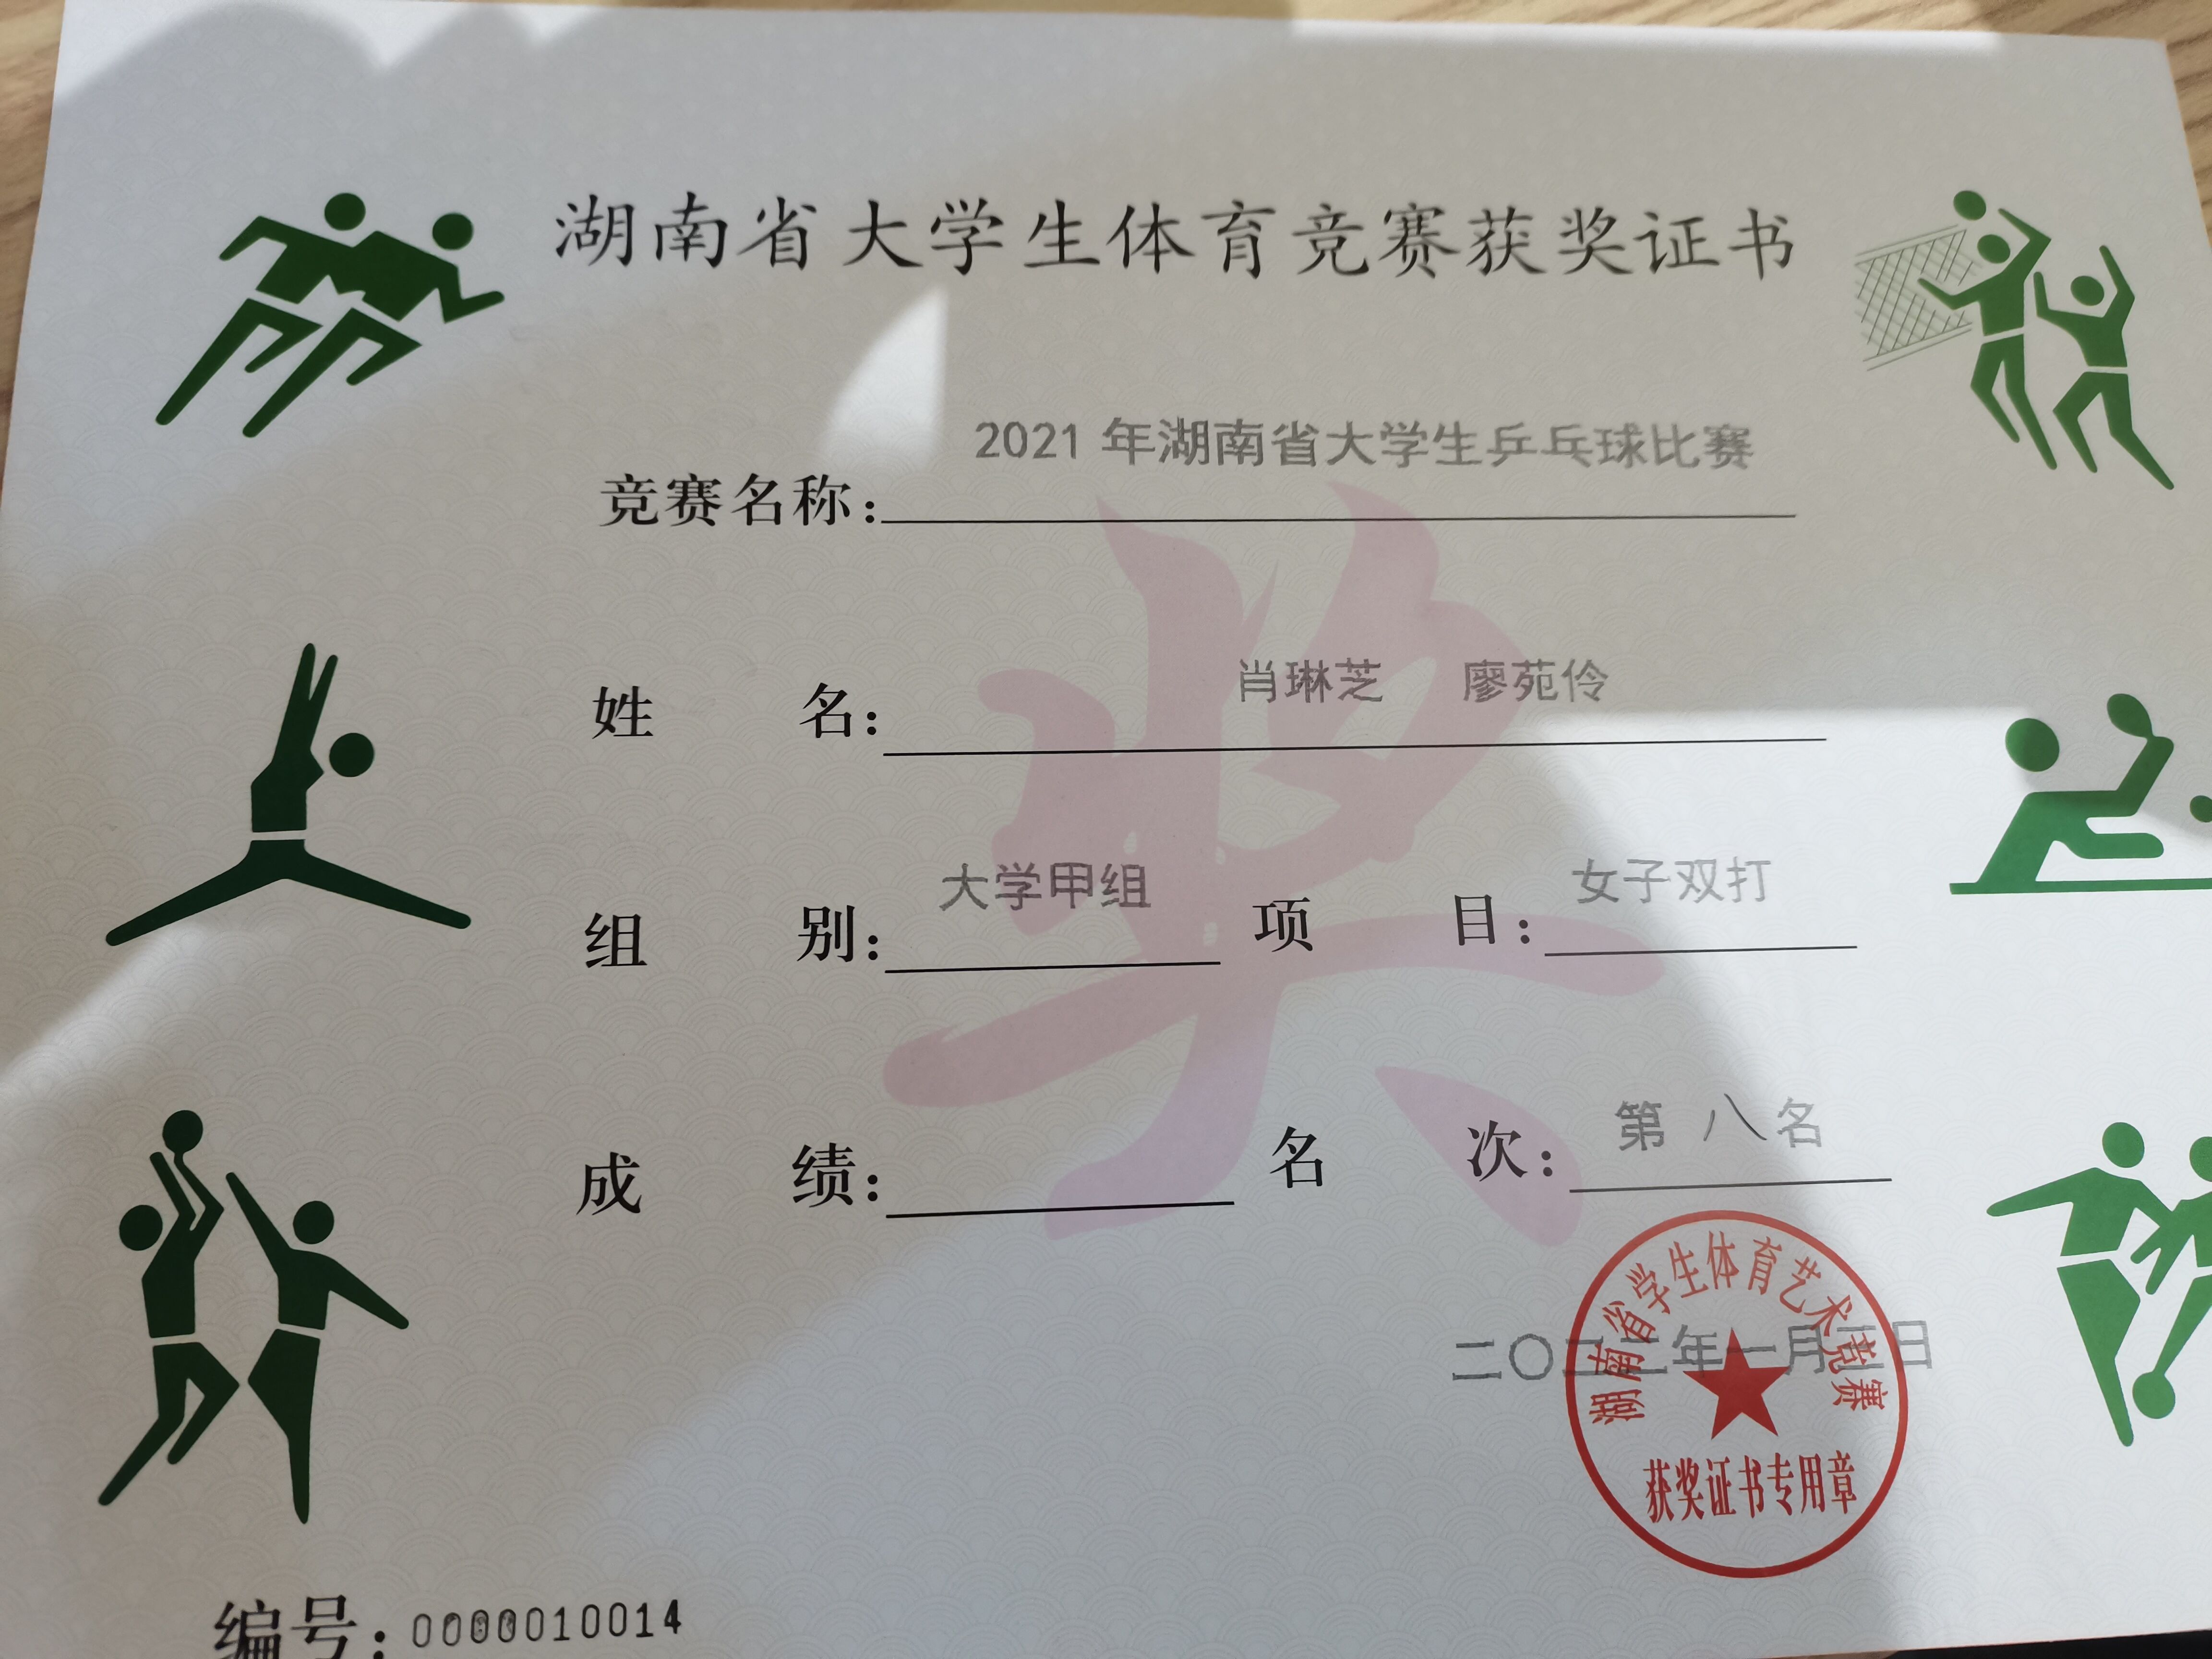 湖南省大学生体育竞赛获奖证书
竞赛名称：2021 年湖南省大学生乒乓球比赛
姓 名：肖琳芝 廖苑伶
组 别：大学甲组 项 目：女子双打
成 绩： 名 次：第 八名
湖南省学生体育艺术竞赛
二〇二二年一月三日
获奖证书专用章
编号：0000010014
奖